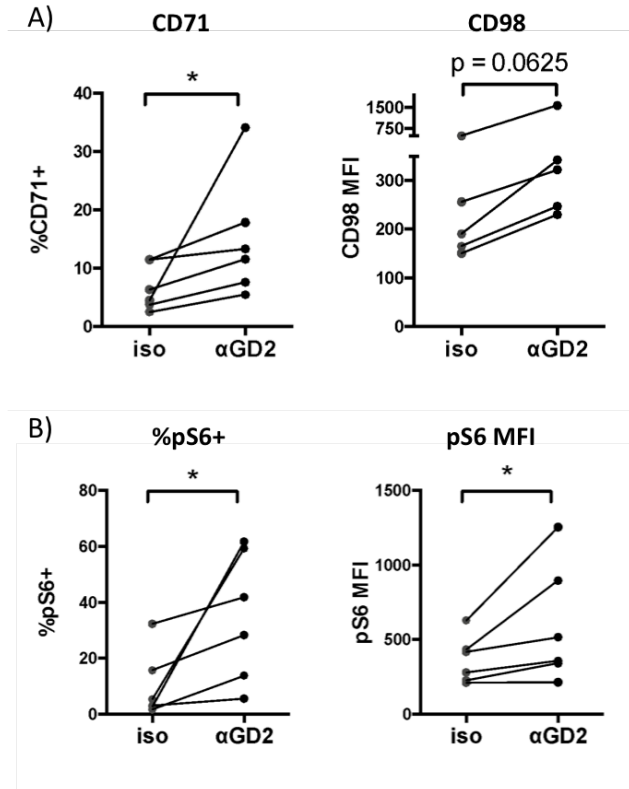 A)
CD71
CD98
*
p = 0.0625
40
30
20
10
0
%CD71+
iso
αGD2
1500
750
300
200
100
0
CD98 MFI
iso
αGD2
B)
%pS6+
pS6 MFI
*
*
80
60
40
20
0
%pS6+
iso
αGD2
1500
1000
500
0
pS6 MFI
iso
αGD2